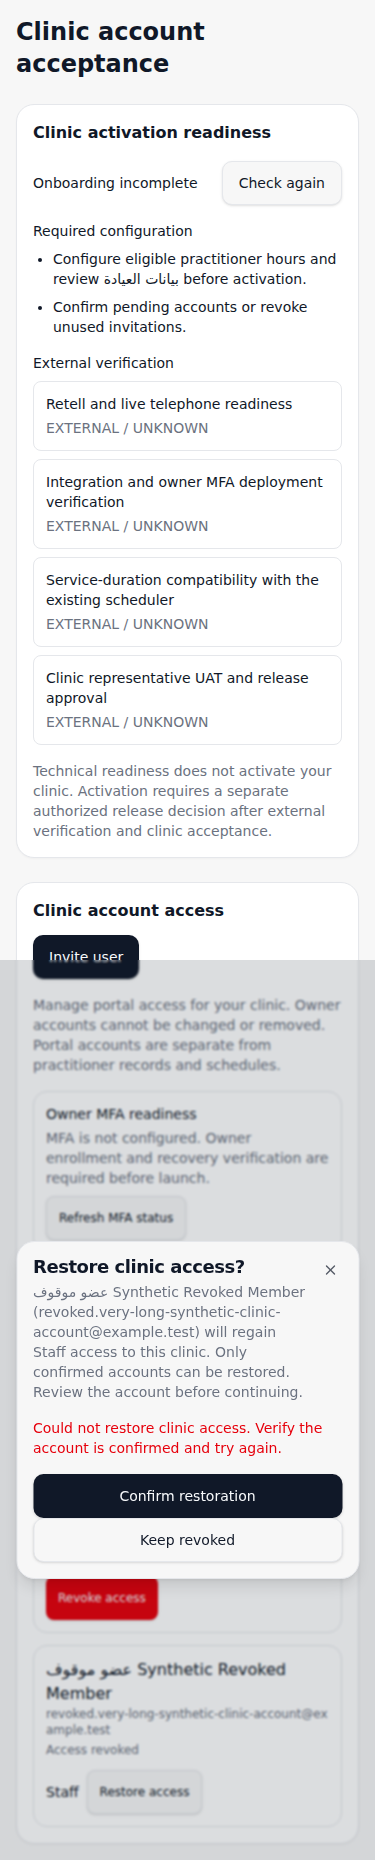 Clinic account
acceptance
Clinic activation readiness
Onboarding incomplete
Check again
Required configuration
• Configure eligible practitioner hours and
review بيانات العيادة before activation.
• Confirm pending accounts or revoke
unused invitations.
External verification
Retell and live telephone readiness
EXTERNAL / UNKNOWN
Integration and owner MFA deployment
verification
EXTERNAL / UNKNOWN
Service-duration compatibility with the
existing scheduler
EXTERNAL / UNKNOWN
Clinic representative UAT and release
approval
EXTERNAL / UNKNOWN
Technical readiness does not activate your
clinic. Activation requires a separate
authorized release decision after external
verification and clinic acceptance.
Clinic account access
Invite user
Manage portal access for your clinic. Owner
accounts cannot be changed or removed.
Portal accounts are separate from
practitioner records and schedules.
Owner MFA readiness
MFA is not configured. Owner
enrollment and recovery verification are
required before launch.
Refresh MFA status
Restore clinic access?
×
عضو موقوف Synthetic Revoked Member
(revoked.very-long-synthetic-clinic-
account@example.test) will regain
Staff access to this clinic. Only
confirmed accounts can be restored.
Review the account before continuing.
Could not restore clinic access. Verify the
account is confirmed and try again.
Confirm restoration
Keep revoked
Revoke access
عضو موقوف Synthetic Revoked
Member
revoked.very-long-synthetic-clinic-account@ex
ample.test
Access revoked
Staff
Restore access